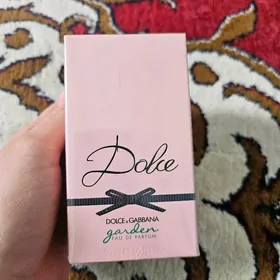 Dolce
DOLCE & GABBANA
garden
EAU DE PARFUM